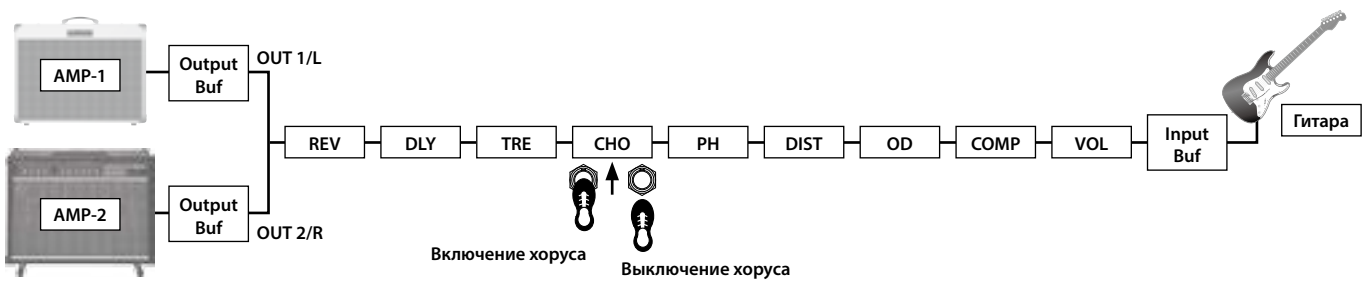 OUT 1/L
AMP-1
Output
Buf
REV
DLY
TRE
CHO
PH
DIST
OD
COMP
VOL
Input
Buf
Гитара
AMP-2
Output
Buf
OUT 2/R
Включение хоруса
Выключение хоруса